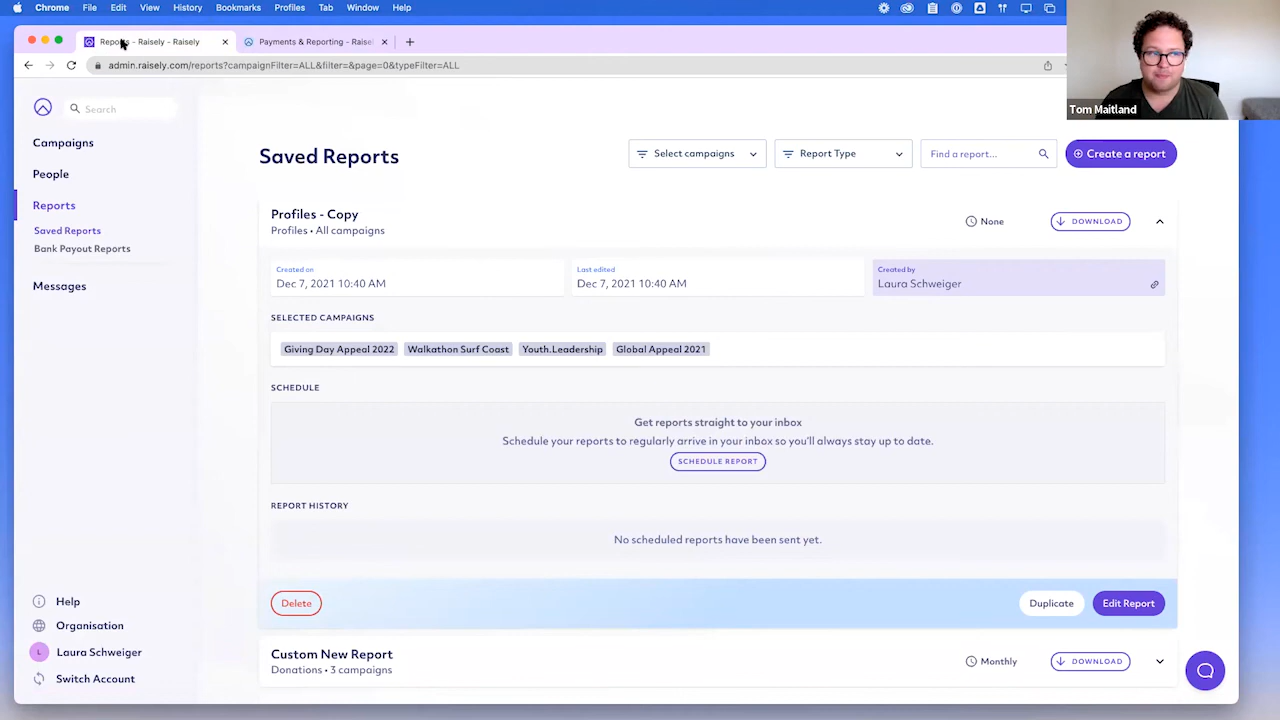 Chrome File Edit View History Bookmarks Profiles Tab Window Help
Reports - Raisely - Raisely
Payments & Reporting - Raise
admin.raisely.com/reports?campaignFilter=ALL&filter=&page=0&typeFilter=ALL
Tom Maitland
Search
Campaigns
People
Reports
Saved Reports
Bank Payout Reports
Messages
Help
Organisation
L Laura Schweiger
Switch Account
Saved Reports
Select campaigns
Report Type
Find a report...
Create a report
Profiles - Copy
Profiles • All campaigns
None
DOWNLOAD
Created on
Dec 7, 2021 10:40 AM
Last edited
Dec 7, 2021 10:40 AM
Created by
Laura Schweiger
SELECTED CAMPAIGNS
Giving Day Appeal 2022 Walkathon Surf Coast Youth.Leadership Global Appeal 2021
SCHEDULE
Get reports straight to your inbox
Schedule your reports to regularly arrive in your inbox so you'll always stay up to date.
SCHEDULE REPORT
REPORT HISTORY
No scheduled reports have been sent yet.
Delete
Duplicate
Edit Report
Custom New Report
Donations • 3 campaigns
Monthly
DOWNLOAD